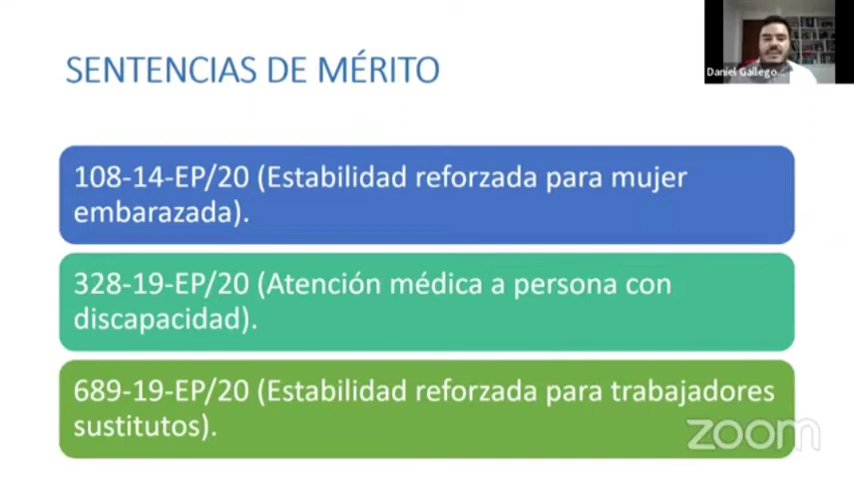 SENTENCIAS DE MÉRITO
Daniel Gallego...
108-14-EP/20 (Estabilidad reforzada para mujer
embarazada).
328-19-EP/20 (Atención médica a persona con
discapacidad).
689-19-EP/20 (Estabilidad reforzada para trabajadores
sustitutos).
zoom